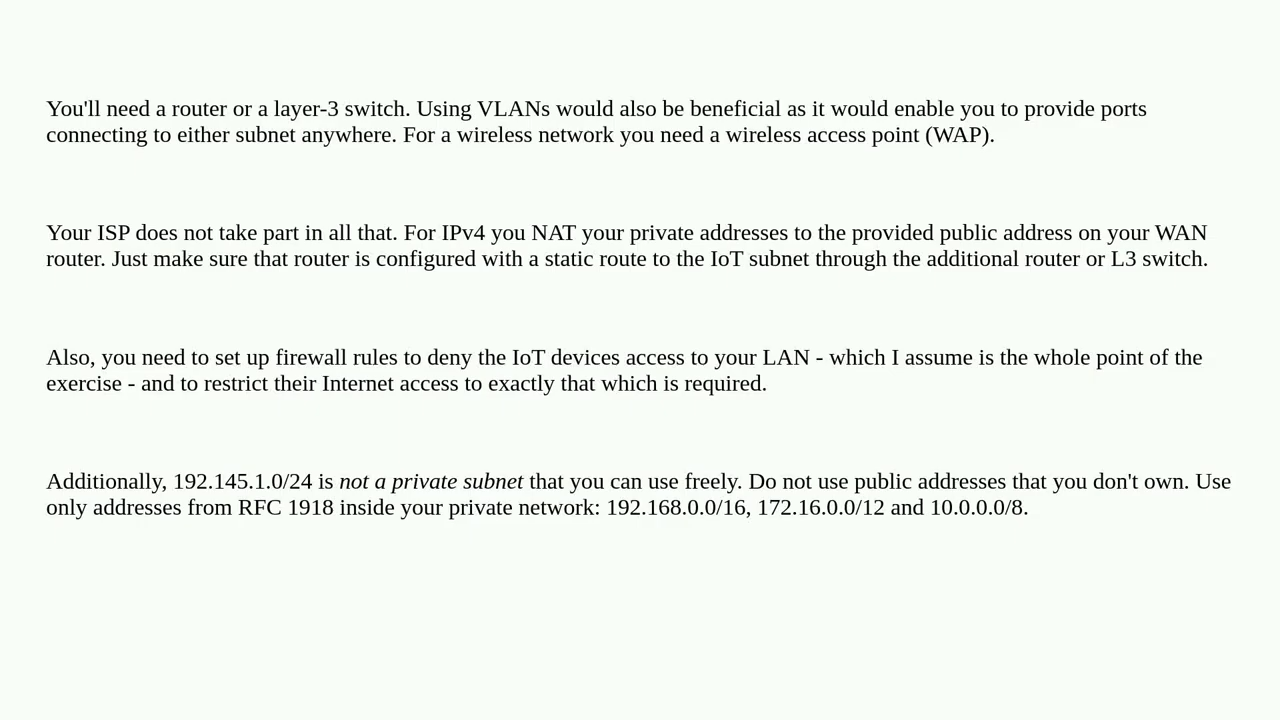 You'll need a router or a layer-3 switch. Using VLANs would also be beneficial as it would enable you to provide ports
connecting to either subnet anywhere. For a wireless network you need a wireless access point (WAP).
Your ISP does not take part in all that. For IPv4 you NAT your private addresses to the provided public address on your WAN
router. Just make sure that router is configured with a static route to the IoT subnet through the additional router or L3 switch.
Also, you need to set up firewall rules to deny the IoT devices access to your LAN - which I assume is the whole point of the
exercise - and to restrict their Internet access to exactly that which is required.
Additionally, 192.145.1.0/24 is not a private subnet that you can use freely. Do not use public addresses that you don't own. Use
only addresses from RFC 1918 inside your private network: 192.168.0.0/16, 172.16.0.0/12 and 10.0.0.0/8.